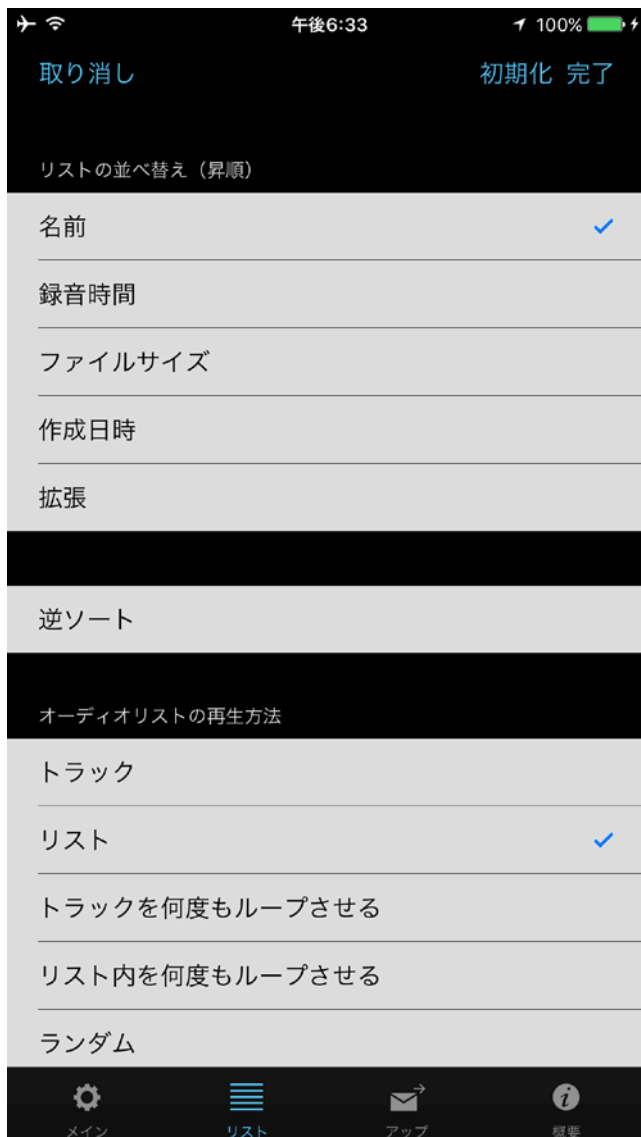 午後6:33 100%
取り消し 初期化 完了
リストの並べ替え（昇順）
名前
録音時間
ファイルサイズ
作成日時
拡張
逆ソート
オーディオリストの再生方法
トラック
リスト
トラックを何度もループさせる
リスト内を何度もループさせる
ランダム
メイン リスト アップ 概要